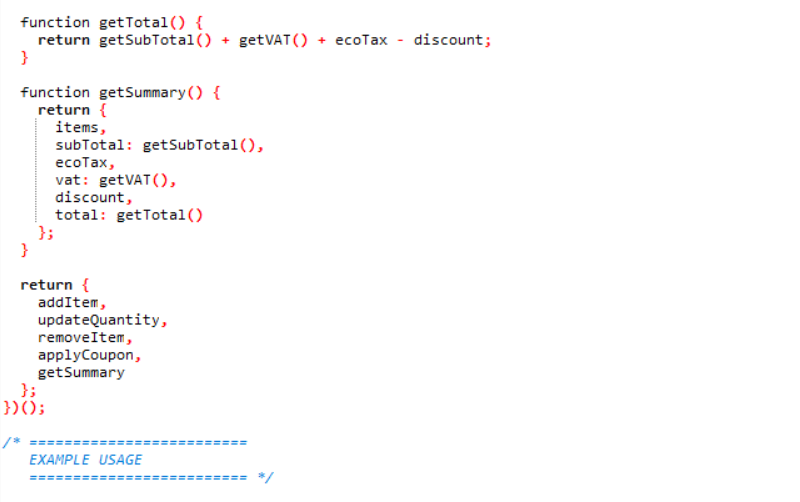 function getTotal() {
return getSubTotal() + getVAT() + ecoTax - discount;
}
function getSummary() {
return {
items,
subTotal: getSubTotal(),
ecoTax,
vat: getVAT(),
discount,
total: getTotal()
};
}
return {
addItem,
updateQuantity,
removeItem,
applyCoupon,
getSummary
};
})();
/* =========================
EXAMPLE USAGE
========================= */